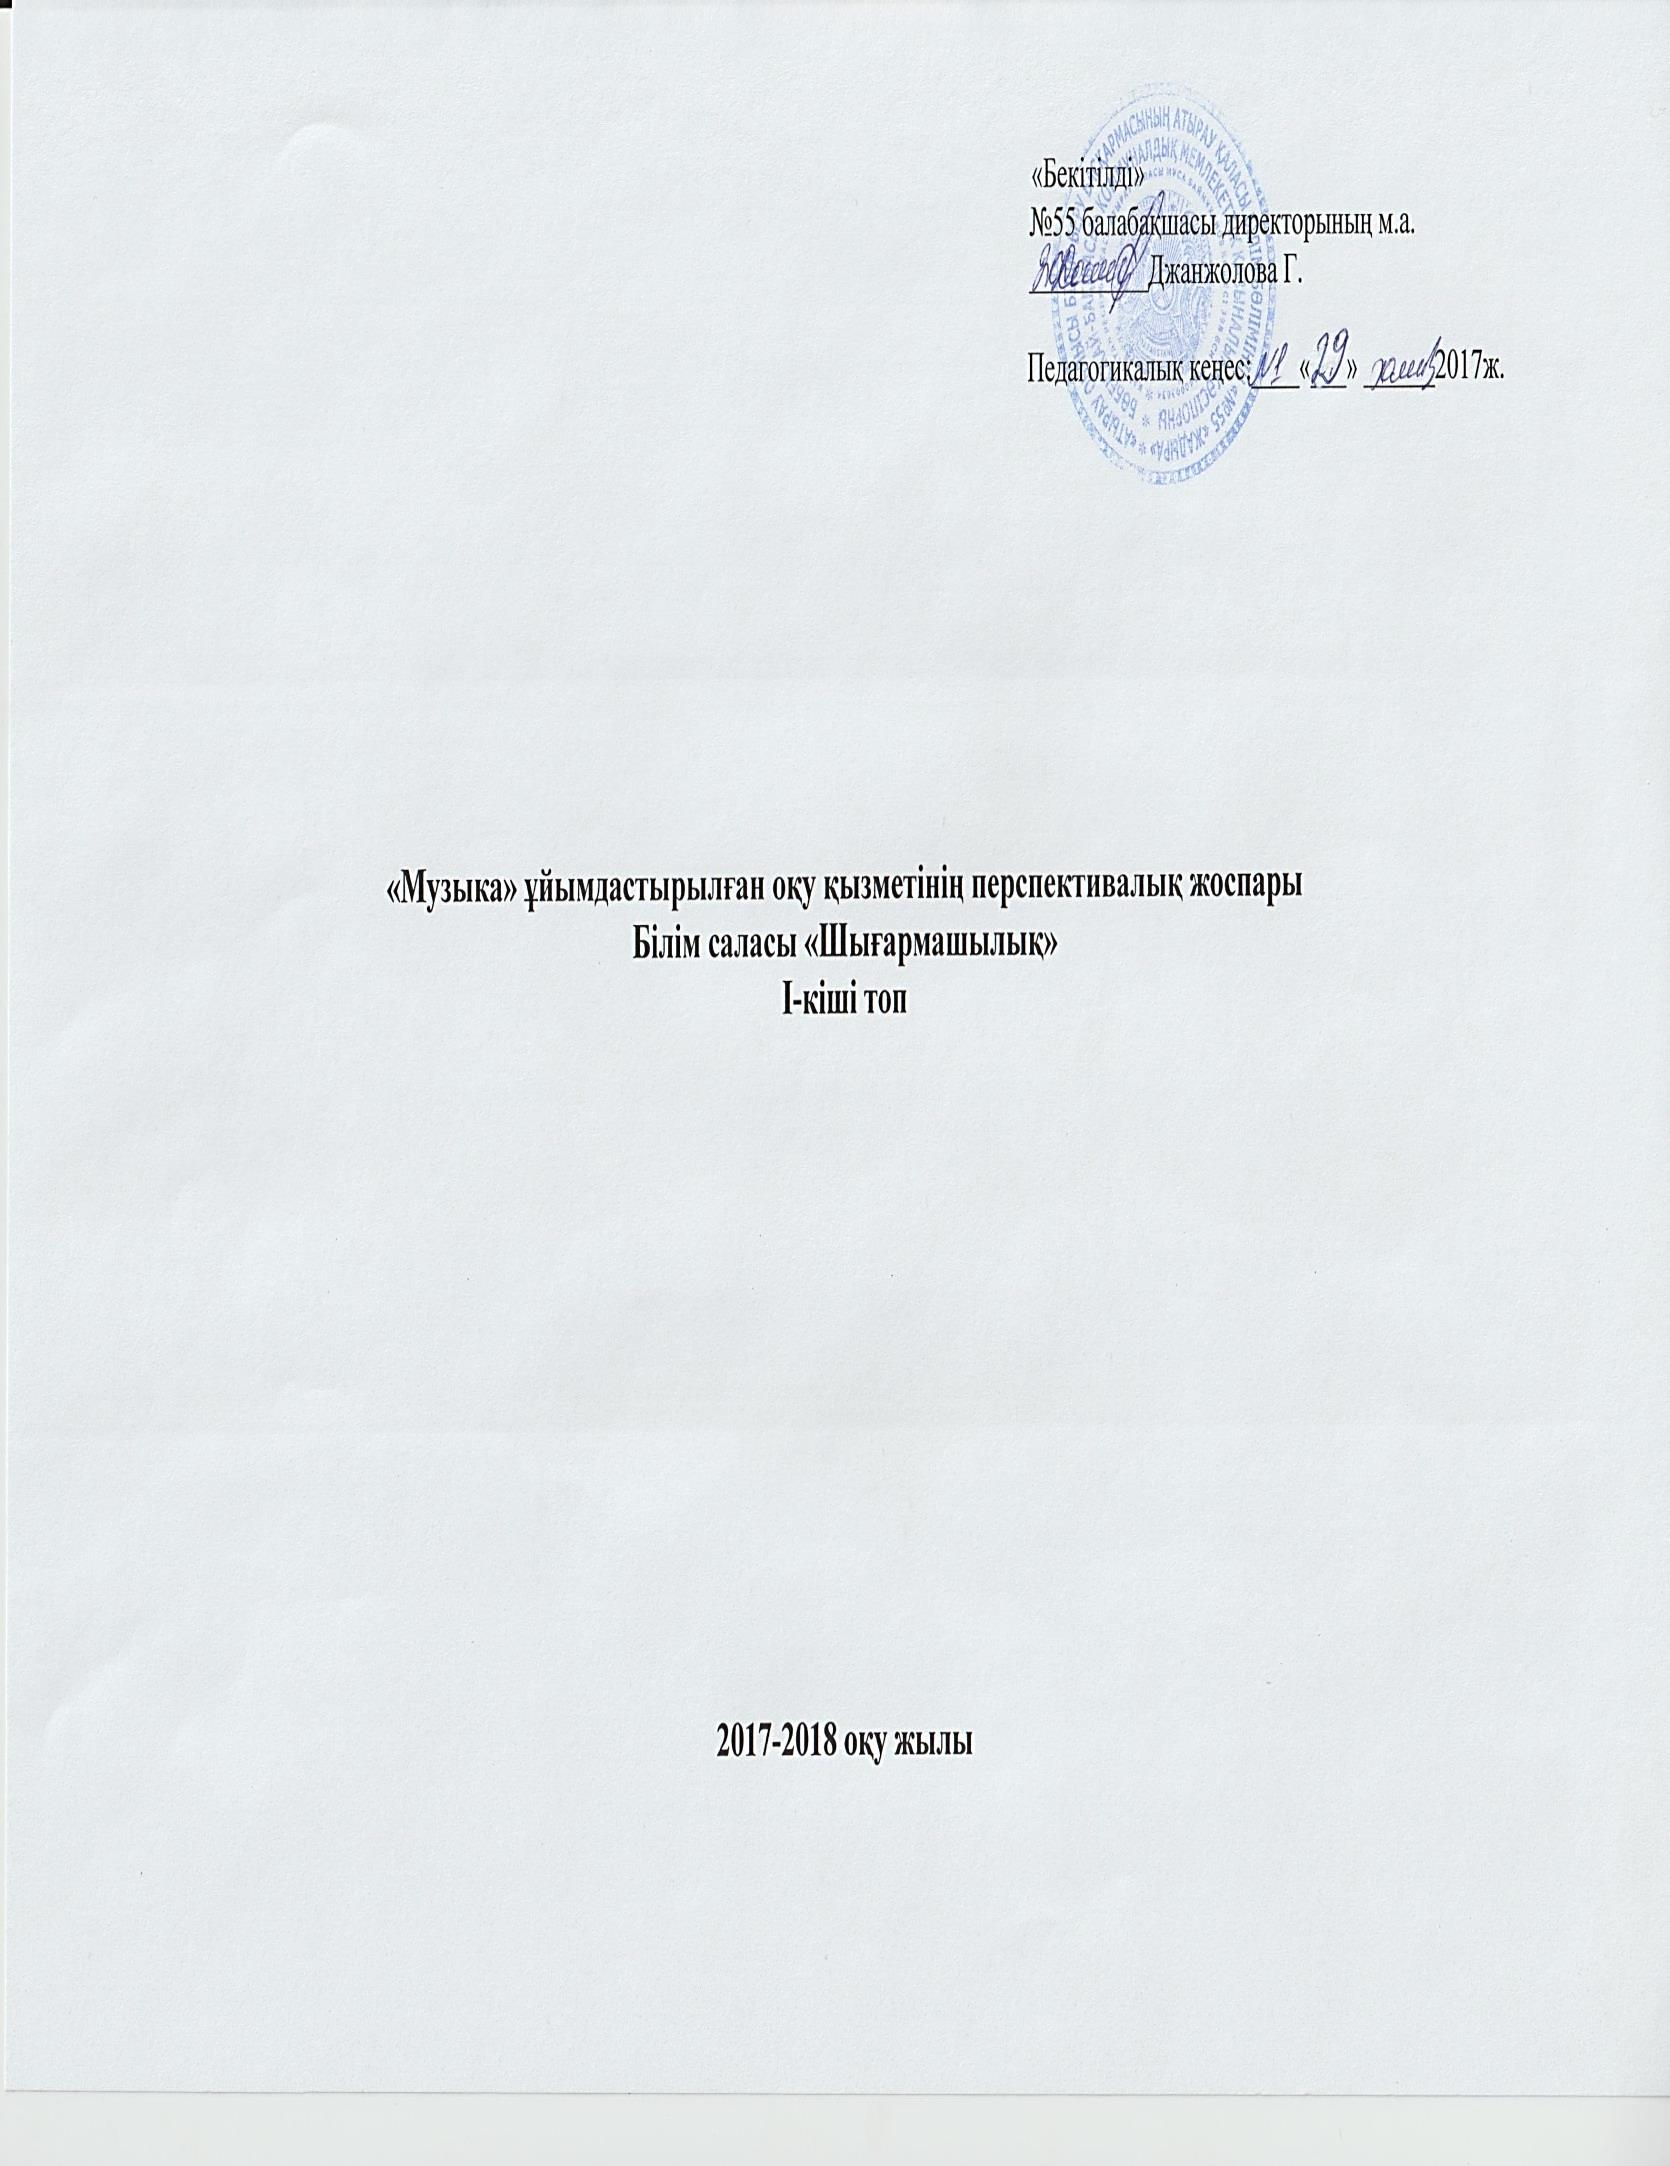 «Бекітілді»
№55 балабақшасы директорының м.а.
Джанжолова Г.
Педагогикалық кеңес: №1 «29» 2017ж.
«Музыка» ұйымдастырылған оқу қызметінің перспективалық жоспары
Білім саласы «Шығармашылық»
І-кіші топ
2017-2018 оқу жылы